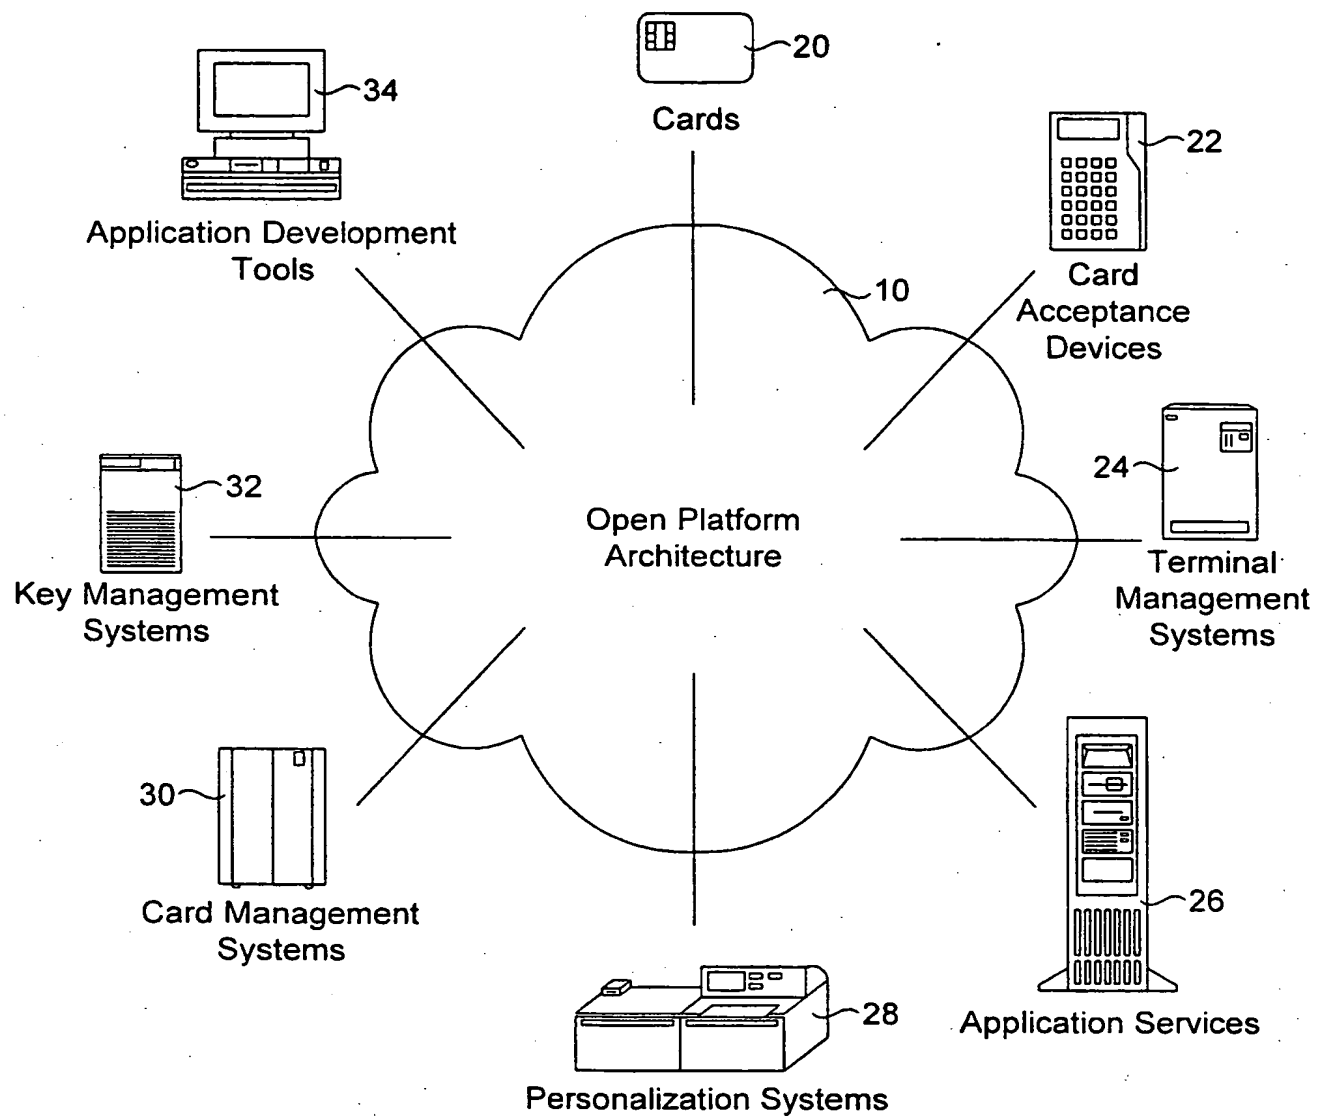 20
Cards
34
Application Development
Tools
22
Card
Acceptance
Devices
10
24
Terminal
Management
Systems
32
Key Management
Systems
Open Platform
Architecture
30
Card Management
Systems
26
Application Services
28
Personalization Systems